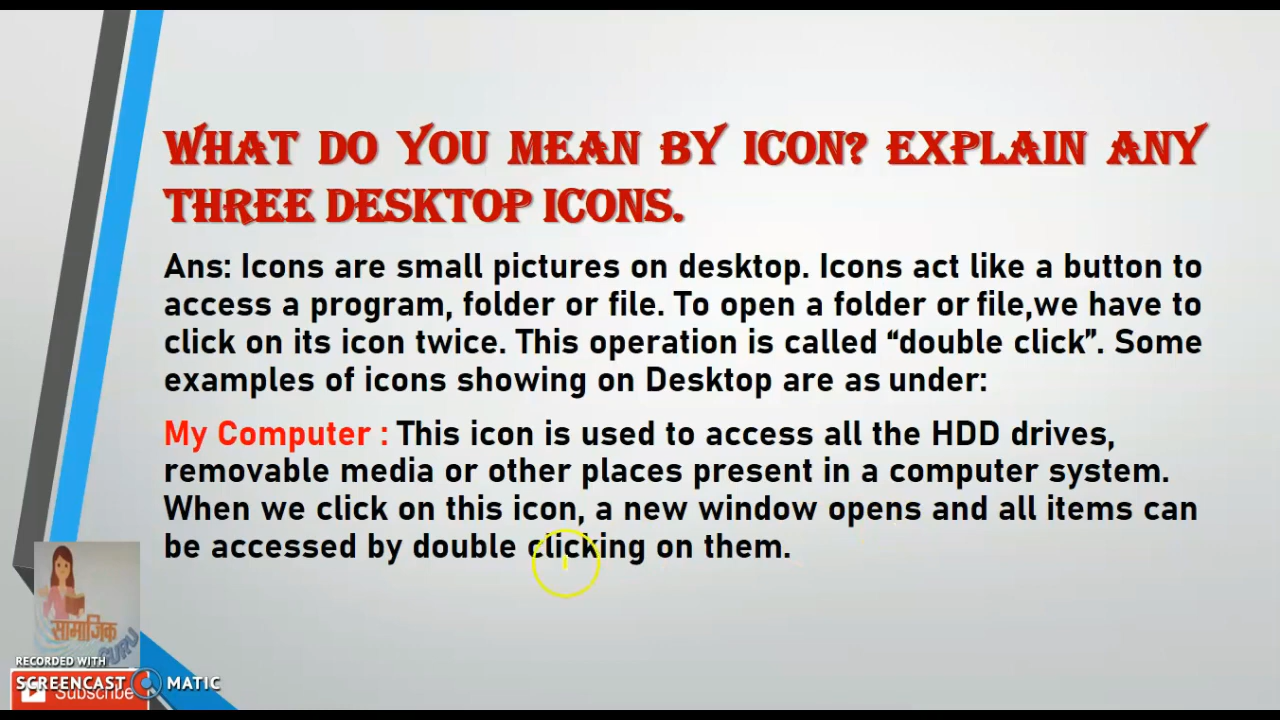 WHAT DO YOU MEAN BY ICON? EXPLAIN ANY
THREE DESKTOP ICONS.
Ans: Icons are small pictures on desktop. Icons act like a button to
access a program, folder or file. To open a folder or file,we have to
click on its icon twice. This operation is called “double click”. Some
examples of icons showing on Desktop are as under:
My Computer : This icon is used to access all the HDD drives,
removable media or other places present in a computer system.
When we click on this icon, a new window opens and all items can
be accessed by double clicking on them.
सामाजिक
GURU
RECORDED WITH
SCREENCAST MATIC
Subscribe